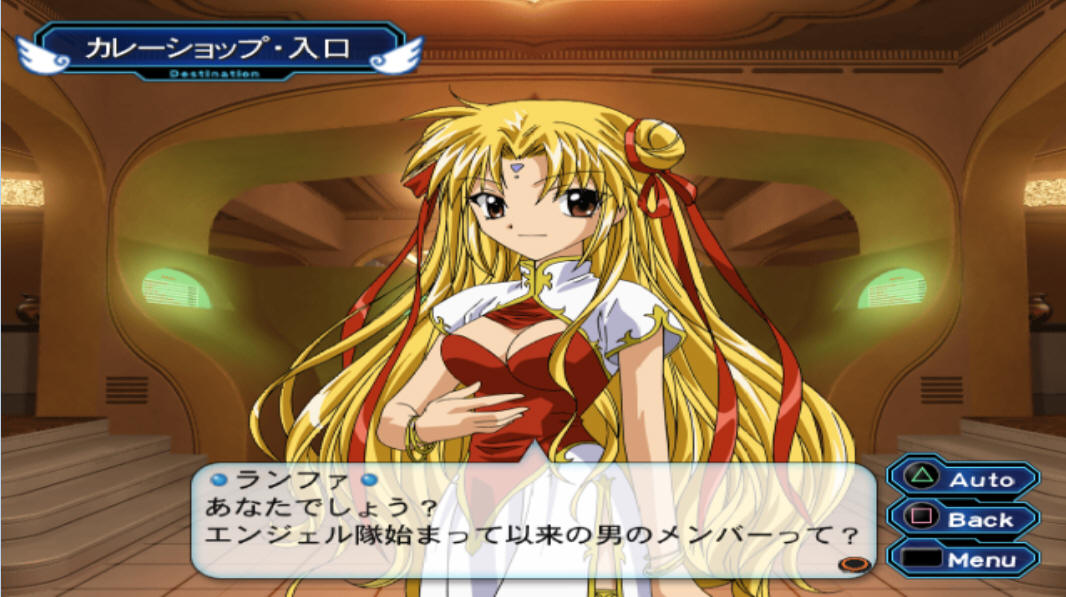 カレーショップ・入口
Destination
ランファ
あなたでしょう？
エンジェル隊始まって以来の男のメンバーって？
Auto
Back
Menu